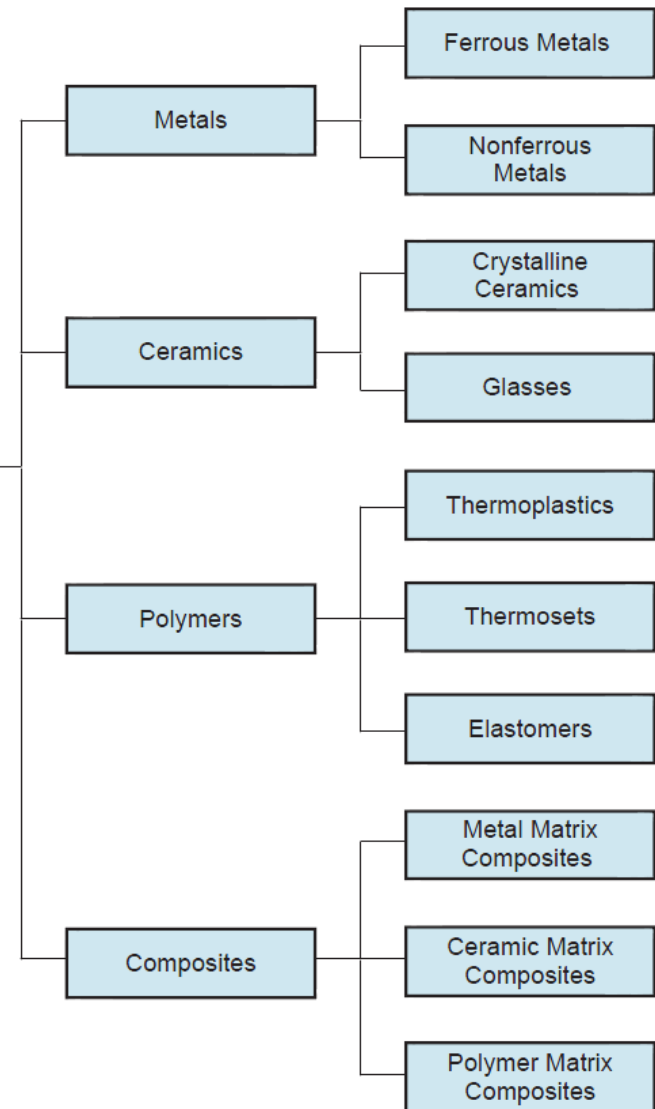 Ferrous Metals
Metals
Nonferrous
Metals
Crystalline
Ceramics
Ceramics
Glasses
Thermoplastics
Polymers
Thermosets
Elastomers
Metal Matrix
Composites
Composites
Ceramic Matrix
Composites
Polymer Matrix
Composites